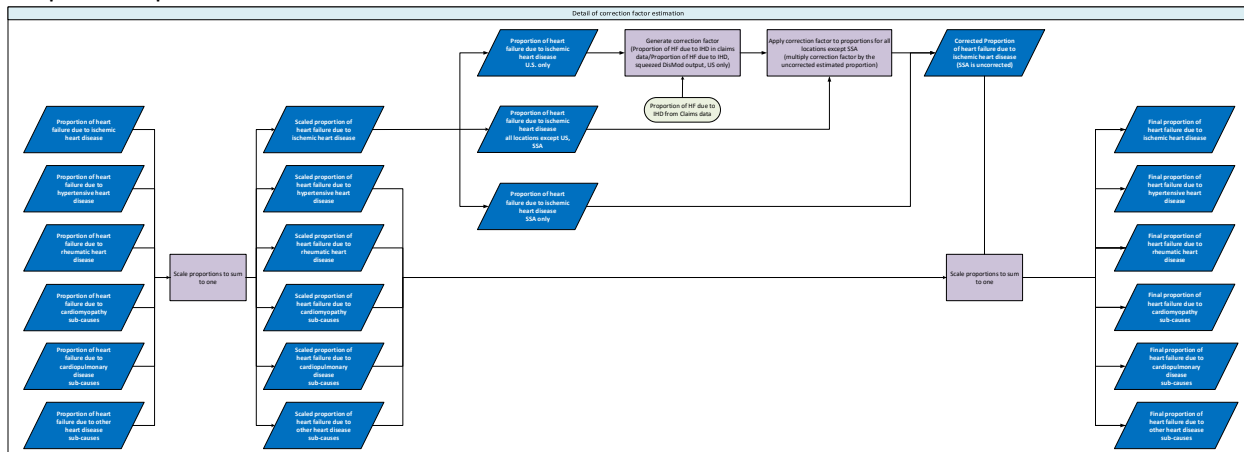 Detail of correction factor estimation
Proportion of heart
failure due to ischemic
heart disease
U.S. only
Generate correction factor
(Proportion of HF due to IHD in claims
data/Proportion of HF due to IHD,
squeezed DisMod output, US only)
Apply correction factor to proportions for all
locations except SSA
(multiply correction factor by the
uncorrected estimated proportion)
Corrected Proportion
of heart failure due to
ischemic heart disease
(SSA is uncorrected)
Proportion of HF due to
IHD from Claims data
Proportion of heart
failure due to ischemic
heart disease
Scaled proportion of
heart failure due to
ischemic heart disease
Proportion of heart
failure due to ischemic
heart disease
all locations except US,
SSA
Final proportion of
heart failure due to
ischemic heart disease
Proportion of heart
failure due to
hypertensive heart
disease
Scaled proportion of
heart failure due to
hypertensive heart
disease
Proportion of heart
failure due to ischemic
heart disease
SSA only
Final proportion of
heart failure due to
hypertensive heart
disease
Proportion of heart
failure due to
rheumatic heart
disease
Scaled proportion of
heart failure due to
rheumatic heart
disease
Final proportion of
heart failure due to
rheumatic heart
disease
Scale proportions to sum
to one
Scale proportions to sum
to one
Proportion of heart
failure due to
cardiomyopathy
sub-causes
Scaled proportion of
heart failure due to
cardiomyopathy
sub-causes
Final proportion of
heart failure due to
cardiomyopathy
sub-causes
Proportion of heart
failure due to
cardiopulmonary
disease
sub-causes
Scaled proportion of
heart failure due to
cardiopulmonary
disease
sub-causes
Final proportion of
heart failure due to
cardiopulmonary
disease
sub-causes
Proportion of heart
failure due to other
heart disease
sub-causes
Scaled proportion of
heart failure due to
other heart disease
sub-causes
Final proportion of
heart failure due to
other heart disease
sub-causes